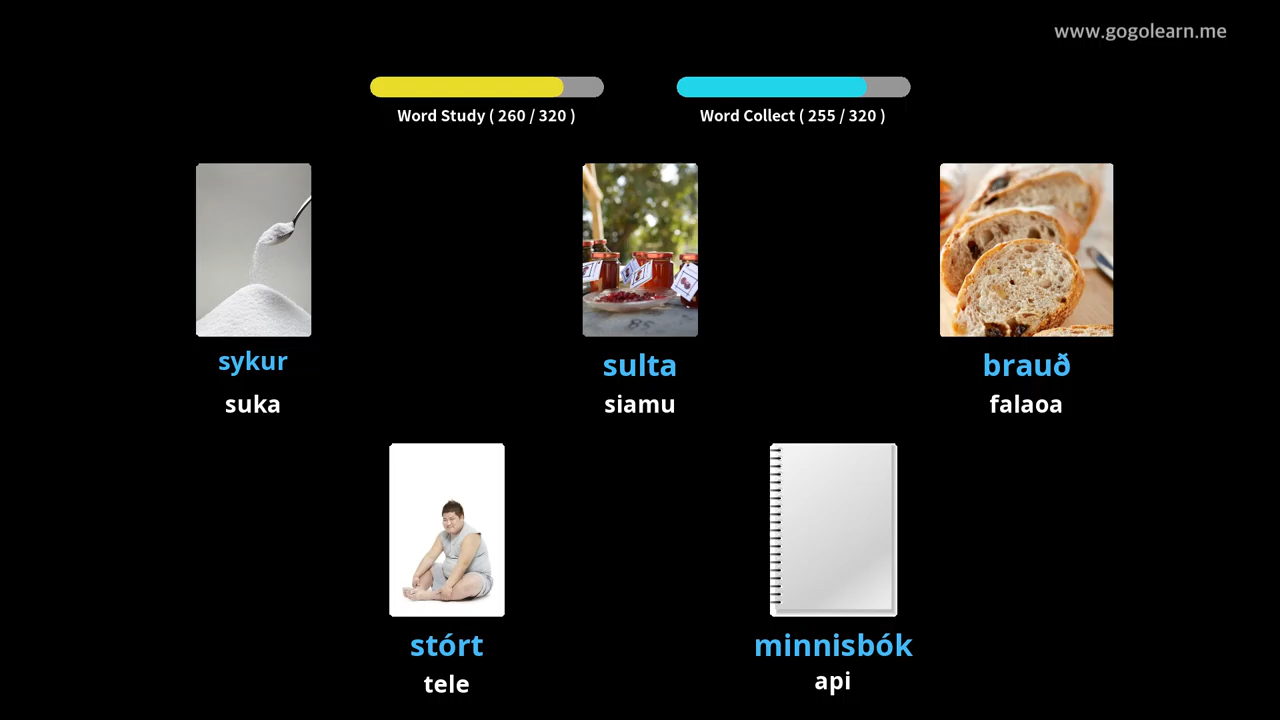 www.gogolearn.me
Word Study ( 260 / 320 )
Word Collect ( 255 / 320 )
sykur
suka
sulta
siamu
brauð
falaoa
stórt
tele
minnisbók
api